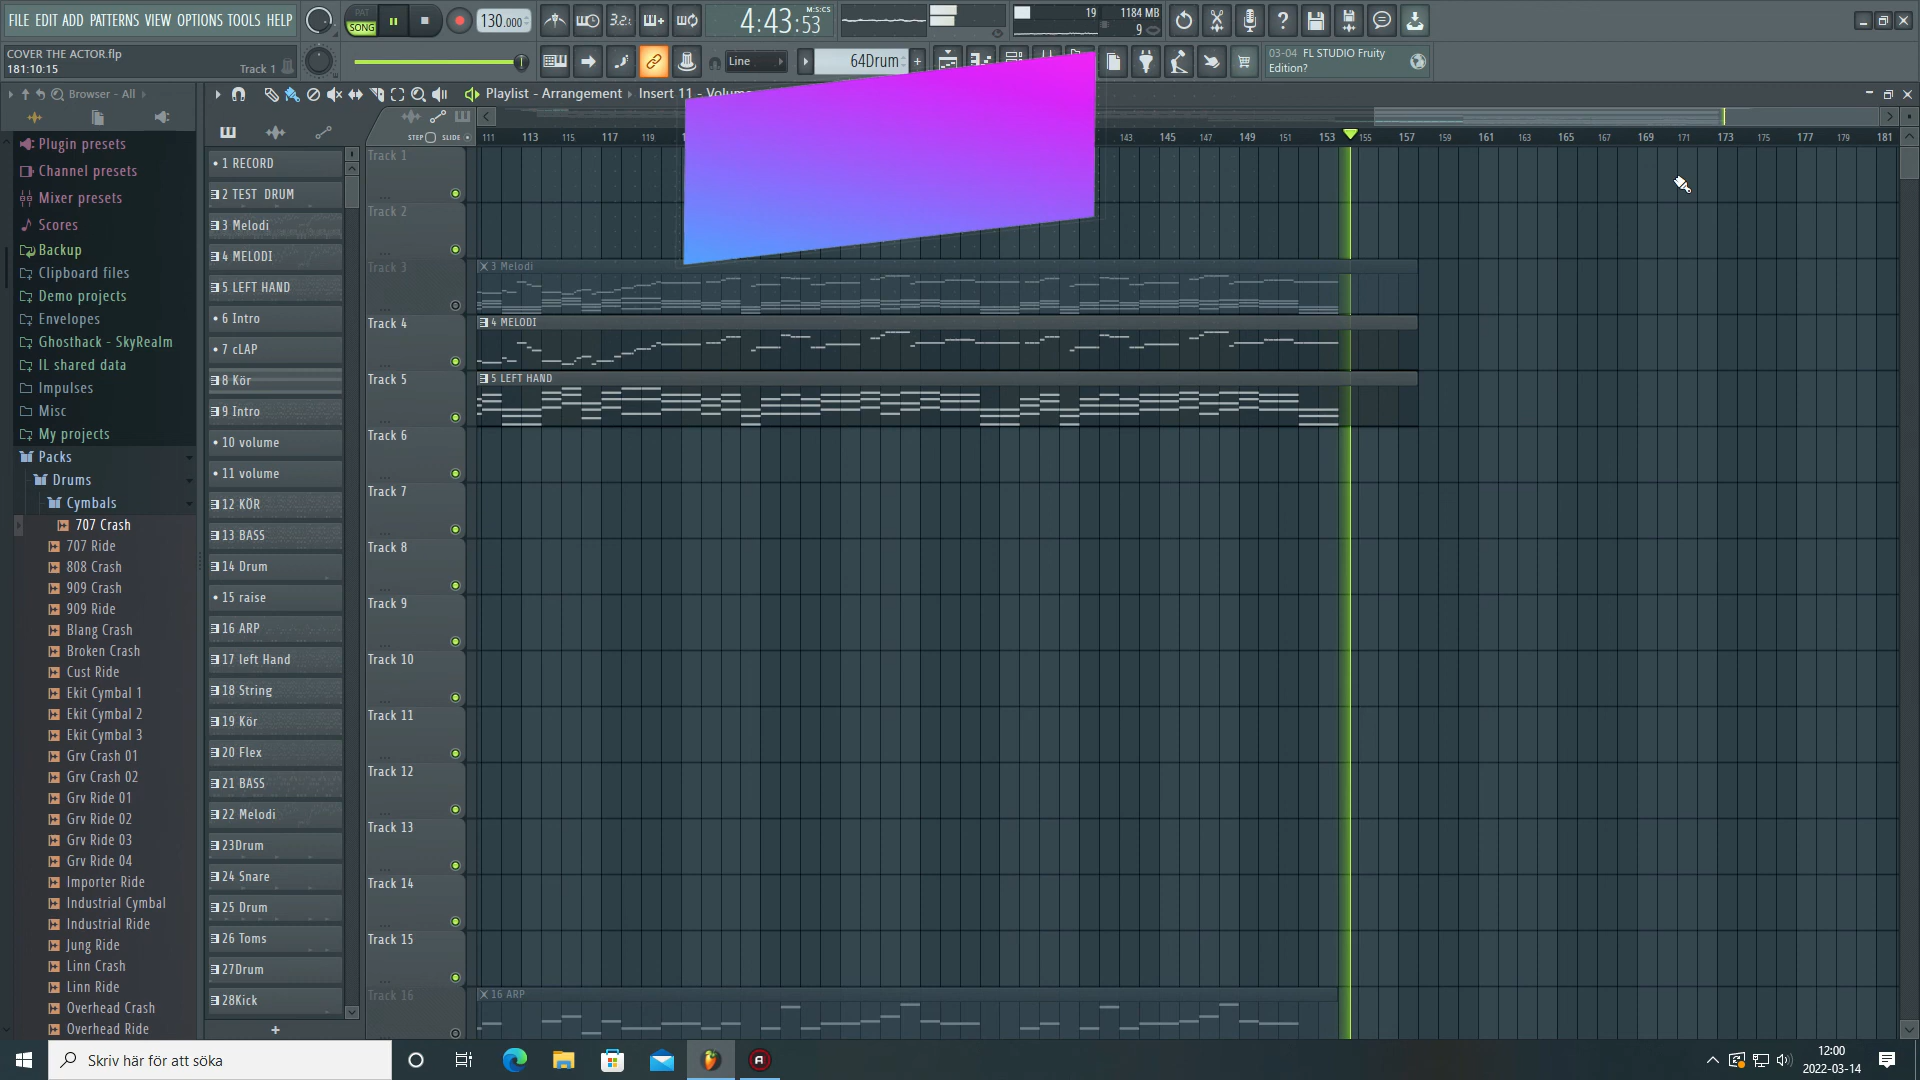 FILE EDIT ADD PATTERNS VIEW OPTIONS TOOLS HELP
PAT
SONG
130.000
3.2.
4:43:53
M:S:CS
19
1184 MB
9
COVER THE ACTOR.flp
181:10:15
Track 1
Line
64Drum
03-04 FL STUDIO Fruity
Edition?
Browser - All
Playlist - Arrangement
Insert 11 - Volume
STEP
SLIDE
111
113
115
117
119
143
145
147
149
151
153
155
157
159
161
163
165
167
169
171
173
175
177
179
181
Plugin presets
Channel presets
Mixer presets
Scores
Backup
Clipboard files
Demo projects
Envelopes
Ghosthack - SkyRealm
IL shared data
Impulses
Misc
My projects
Packs
Drums
Cymbals
707 Crash
707 Ride
808 Crash
909 Crash
909 Ride
Blang Crash
Broken Crash
Cust Ride
Ekit Cymbal 1
Ekit Cymbal 2
Ekit Cymbal 3
Grv Crash 01
Grv Crash 02
Grv Ride 01
Grv Ride 02
Grv Ride 03
Grv Ride 04
Importer Ride
Industrial Cymbal
Industrial Ride
Jung Ride
Linn Crash
Linn Ride
Overhead Crash
Overhead Ride
1 RECORD
2 TEST DRUM
3 Melodi
4 MELODI
5 LEFT HAND
6 Intro
7 cLAP
8 Kör
9 Intro
10 volume
11 volume
12 KÖR
13 BASS
14 Drum
15 raise
16 ARP
17 left Hand
18 String
19 Kör
20 Flex
21 BASS
22 Melodi
23Drum
24 Snare
25 Drum
26 Toms
27Drum
28Kick
+
Track 1
Track 2
Track 3
Track 4
Track 5
Track 6
Track 7
Track 8
Track 9
Track 10
Track 11
Track 12
Track 13
Track 14
Track 15
Track 16
3 Melodi
4 MELODI
5 LEFT HAND
16 ARP
Skriv här för att söka
12:00
2022-03-14